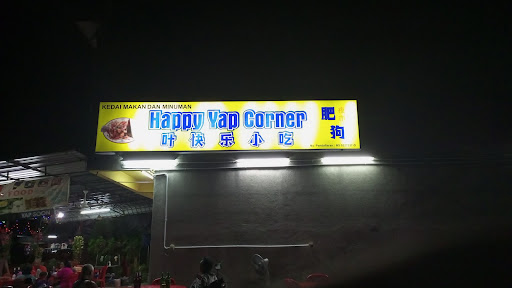 KEDAI MAKAN DAN MINUMAN
Happy Yap Corner
叶快乐小吃
肥狗